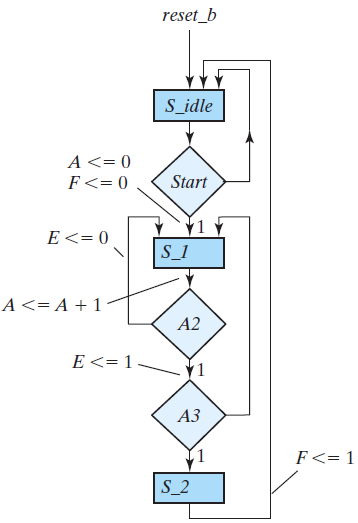 reset_b
S_idle
A <= 0
F <= 0
Start
1
E <= 0
S_1
A <= A + 1
A2
E <= 1
1
A3
1
F <= 1
S_2